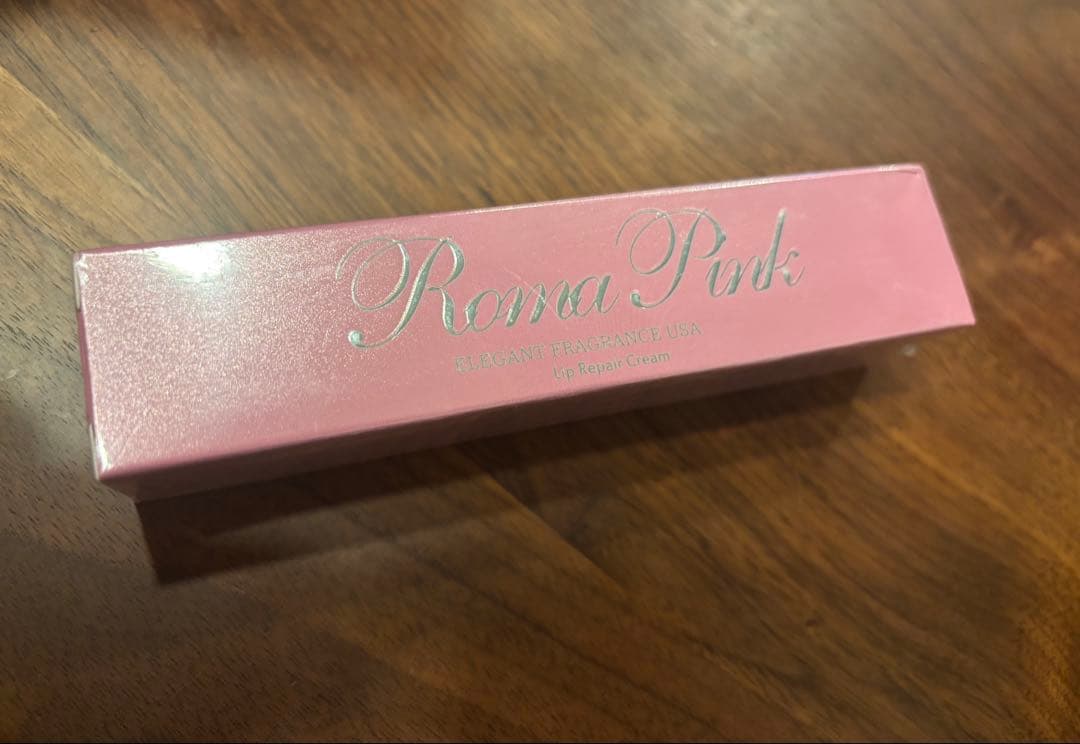 Roma Pink
ELEGANT FRAGRANCE USA
Lip Repair Cream